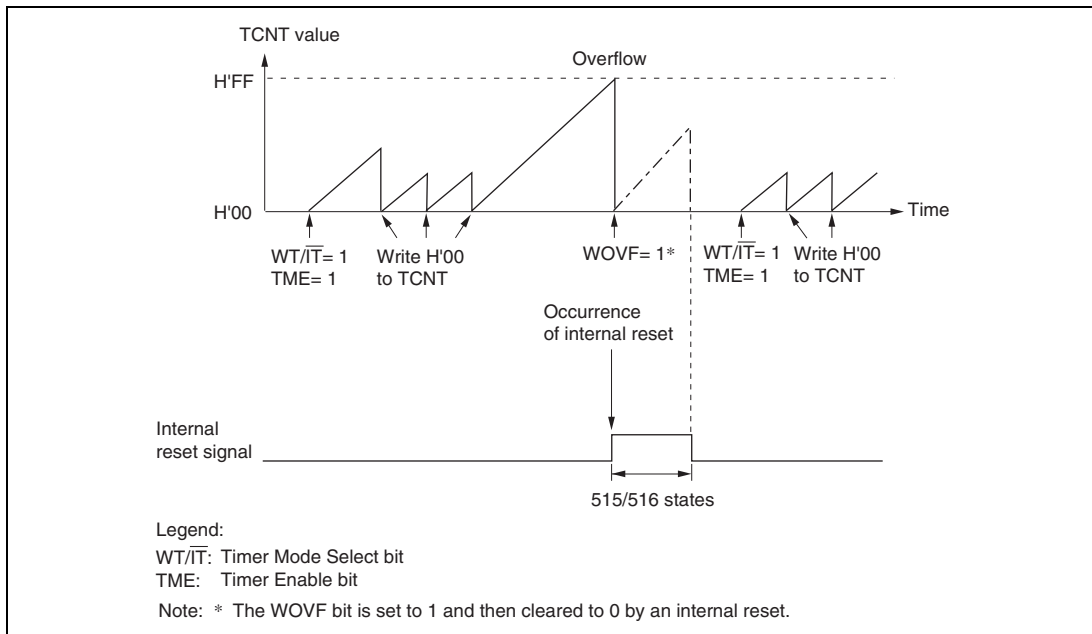 TCNT value
Overflow
H'FF
H'00
Time
WT/I̅T̅= 1
TME= 1
Write H'00
to TCNT
WOVF= 1*
WT/I̅T̅= 1
TME= 1
Write H'00
to TCNT
Occurrence
of internal reset
Internal
reset signal
515/516 states
Legend:
WT/I̅T̅: Timer Mode Select bit
TME: Timer Enable bit
Note: * The WOVF bit is set to 1 and then cleared to 0 by an internal reset.